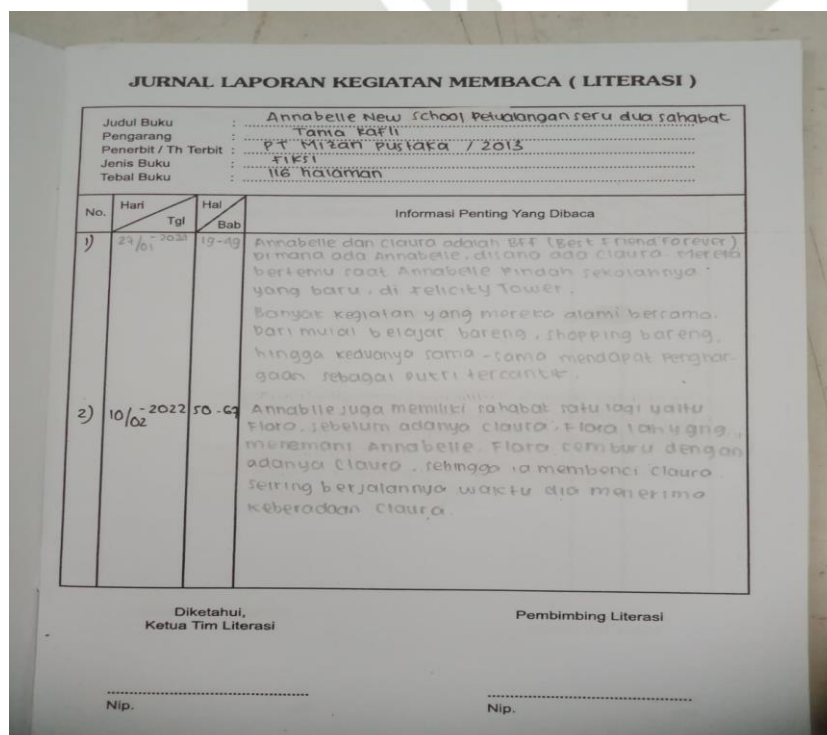 JURNAL LAPORAN KEGIATAN MEMBACA ( LITERASI )
Judul Buku : Annabelle New School Petualangan seru dua sahabat
Pengarang : Tama Rafli
Penerbit / Th Terbit : PT Mizan Pustaka / 2013
Jenis Buku : Fiksi
Tebal Buku : 116 halaman
No. Hari Tgl Hal Bab Informasi Penting Yang Dibaca
1) 27/01-2022 19-49 Annabelle dan Claura adalah BFF (Best Friend Forever)
Di mana ada Annabelle, disana ada Claura. Mereka
bertemu saat Annabelle Pindah sekolahnya
yang baru, di Felicity Tower.
Banyak kegiatan yang mereka alami bersama.
Dari mulai belajar bareng, shopping bareng,
hingga keduanya sama-sama mendapat Penghar-
gaan sebagai putri tercantik.
2) 10/02-2022 50-67 Annablle juga memiliki sahabat satu lagi yaitu
Flora, sebelum adanya Claura. Flora lah yg
menemani Annabelle. Flora cemburu dengan
adanya Claura, sehingga ia membenci Claura
Seiring berjalannya waktu dia menerima
keberadaan Claura
Diketahui,
Ketua Tim Literasi
Pembimbing Literasi
Nip.
Nip.